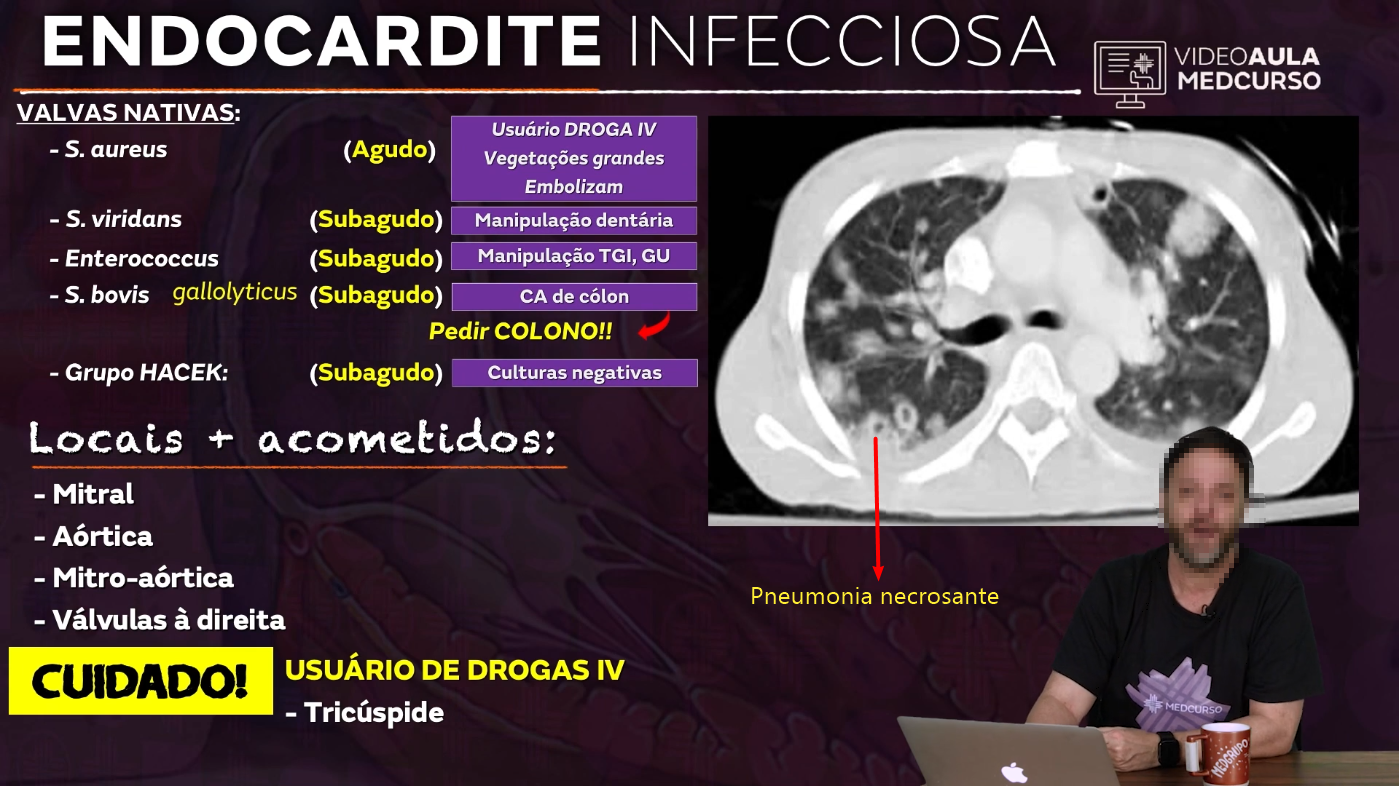 ENDOCARDITE INFECCIOSA
VIDEOAULA
MEDCURSO
VALVAS NATIVAS:
- S. aureus (Agudo) Usuário DROGA IV
Vegetações grandes
Embolizam
- S. viridans (Subagudo) Manipulação dentária
- Enterococcus (Subagudo) Manipulação TGI, GU
- S. bovis gallolyticus (Subagudo) CA de cólon
Pedir COLONO!!
- Grupo HACEK: (Subagudo) Culturas negativas
Locais + acometidos:
- Mitral
- Aórtica
- Mitro-aórtica
- Válvulas à direita
CUIDADO! USUÁRIO DE DROGAS IV
- Tricúspide
Pneumonia necrosante
MEDCURSO
MEDGRUPO